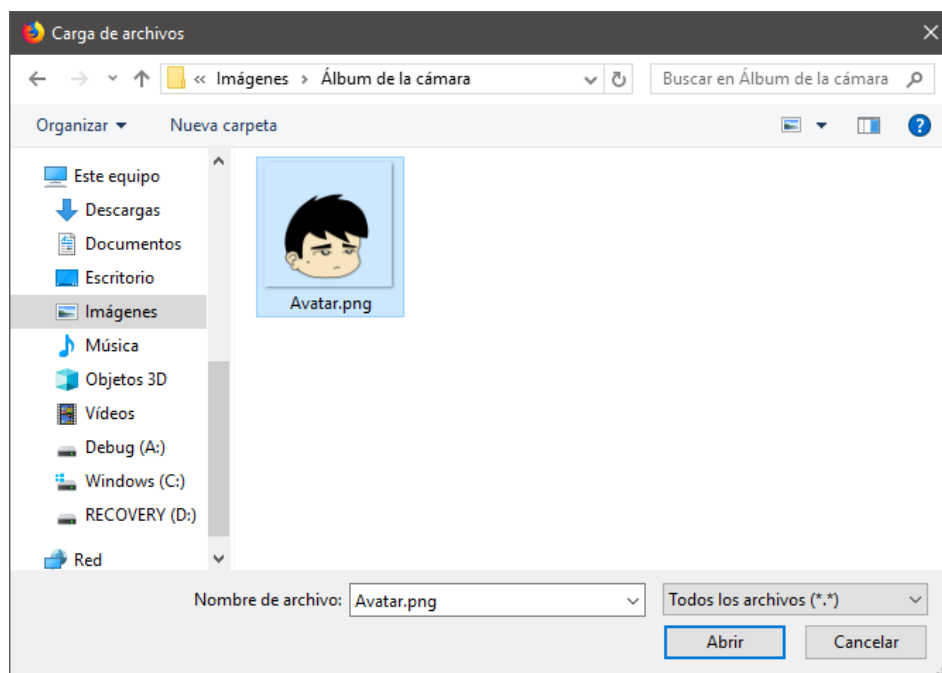 Carga de archivos
« Imágenes › Álbum de la cámara
Buscar en Álbum de la cámara
Organizar
Nueva carpeta
?
Este equipo
Descargas
Documentos
Escritorio
Imágenes
Música
Objetos 3D
Vídeos
Debug (A:)
Windows (C:)
RECOVERY (D:)
Red
Avatar.png
Nombre de archivo: Avatar.png
Todos los archivos (*.*)
Abrir
Cancelar